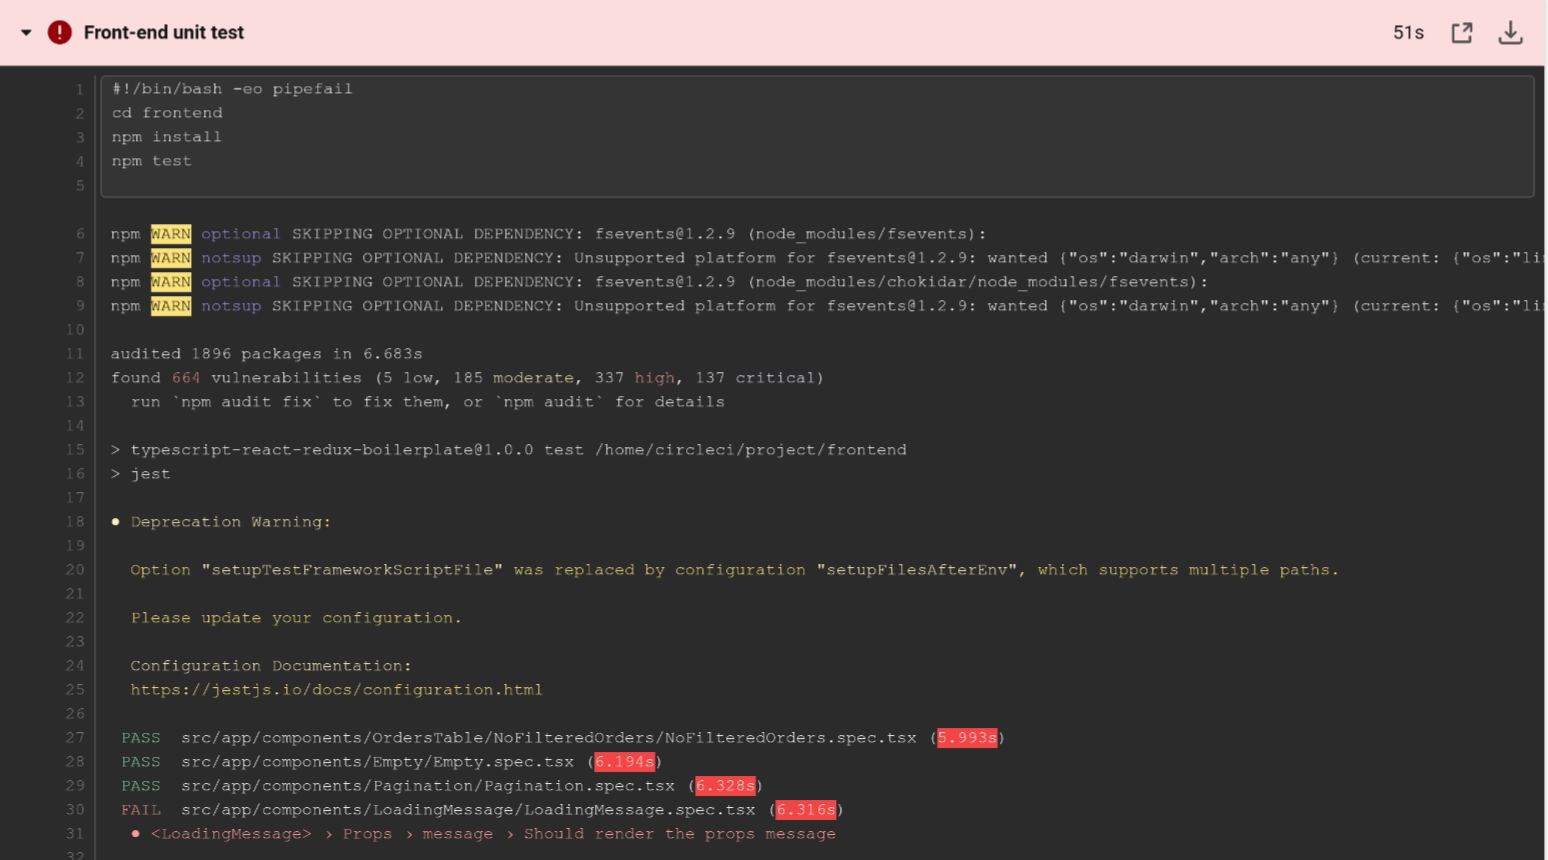 Front-end unit test
51s
1 #!/bin/bash -eo pipefail
2 cd frontend
3 npm install
4 npm test
5
6 npm WARN optional SKIPPING OPTIONAL DEPENDENCY: fsevents@1.2.9 (node_modules/fsevents):
7 npm WARN notsup SKIPPING OPTIONAL DEPENDENCY: Unsupported platform for fsevents@1.2.9: wanted {"os":"darwin","arch":"any"} (current: {"os":"li
8 npm WARN optional SKIPPING OPTIONAL DEPENDENCY: fsevents@1.2.9 (node_modules/chokidar/node_modules/fsevents):
9 npm WARN notsup SKIPPING OPTIONAL DEPENDENCY: Unsupported platform for fsevents@1.2.9: wanted {"os":"darwin","arch":"any"} (current: {"os":"li
10
11 audited 1896 packages in 6.683s
12 found 664 vulnerabilities (5 low, 185 moderate, 337 high, 137 critical)
13 run `npm audit fix` to fix them, or `npm audit` for details
14
15 > typescript-react-redux-boilerplate@1.0.0 test /home/circleci/project/frontend
16 > jest
17
18 ● Deprecation Warning:
19
20 Option "setupTestFrameworkScriptFile" was replaced by configuration "setupFilesAfterEnv", which supports multiple paths.
21
22 Please update your configuration.
23
24 Configuration Documentation:
25 https://jestjs.io/docs/configuration.html
26
27 PASS src/app/components/OrdersTable/NoFilteredOrders/NoFilteredOrders.spec.tsx (5.993s)
28 PASS src/app/components/Empty/Empty.spec.tsx (6.194s)
29 PASS src/app/components/Pagination/Pagination.spec.tsx (6.328s)
30 FAIL src/app/components/LoadingMessage/LoadingMessage.spec.tsx (6.316s)
31 ● <LoadingMessage> › Props › message › Should render the props message
32